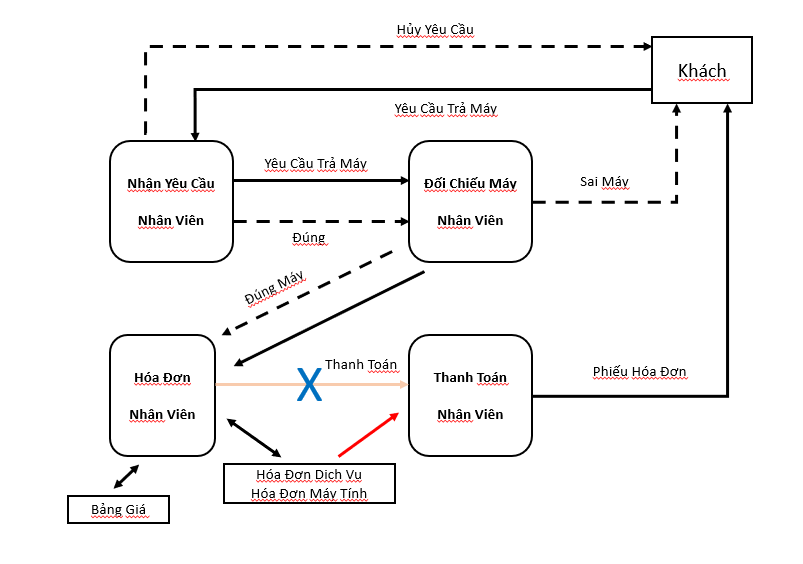 Hủy Yêu Cầu
Khách
Yêu Cầu Trả Máy
Yêu Cầu Trả Máy
Nhận Yêu Cầu
Nhân Viên
Đối Chiếu Máy
Nhân Viên
Sai Máy
Đúng
Đúng Máy
Thanh Toán
Hóa Đơn
Nhân Viên
X
Thanh Toán
Nhân Viên
Phiếu Hóa Đơn
Hóa Đơn Dich Vu
Hóa Đơn Máy Tính
Bảng Giá